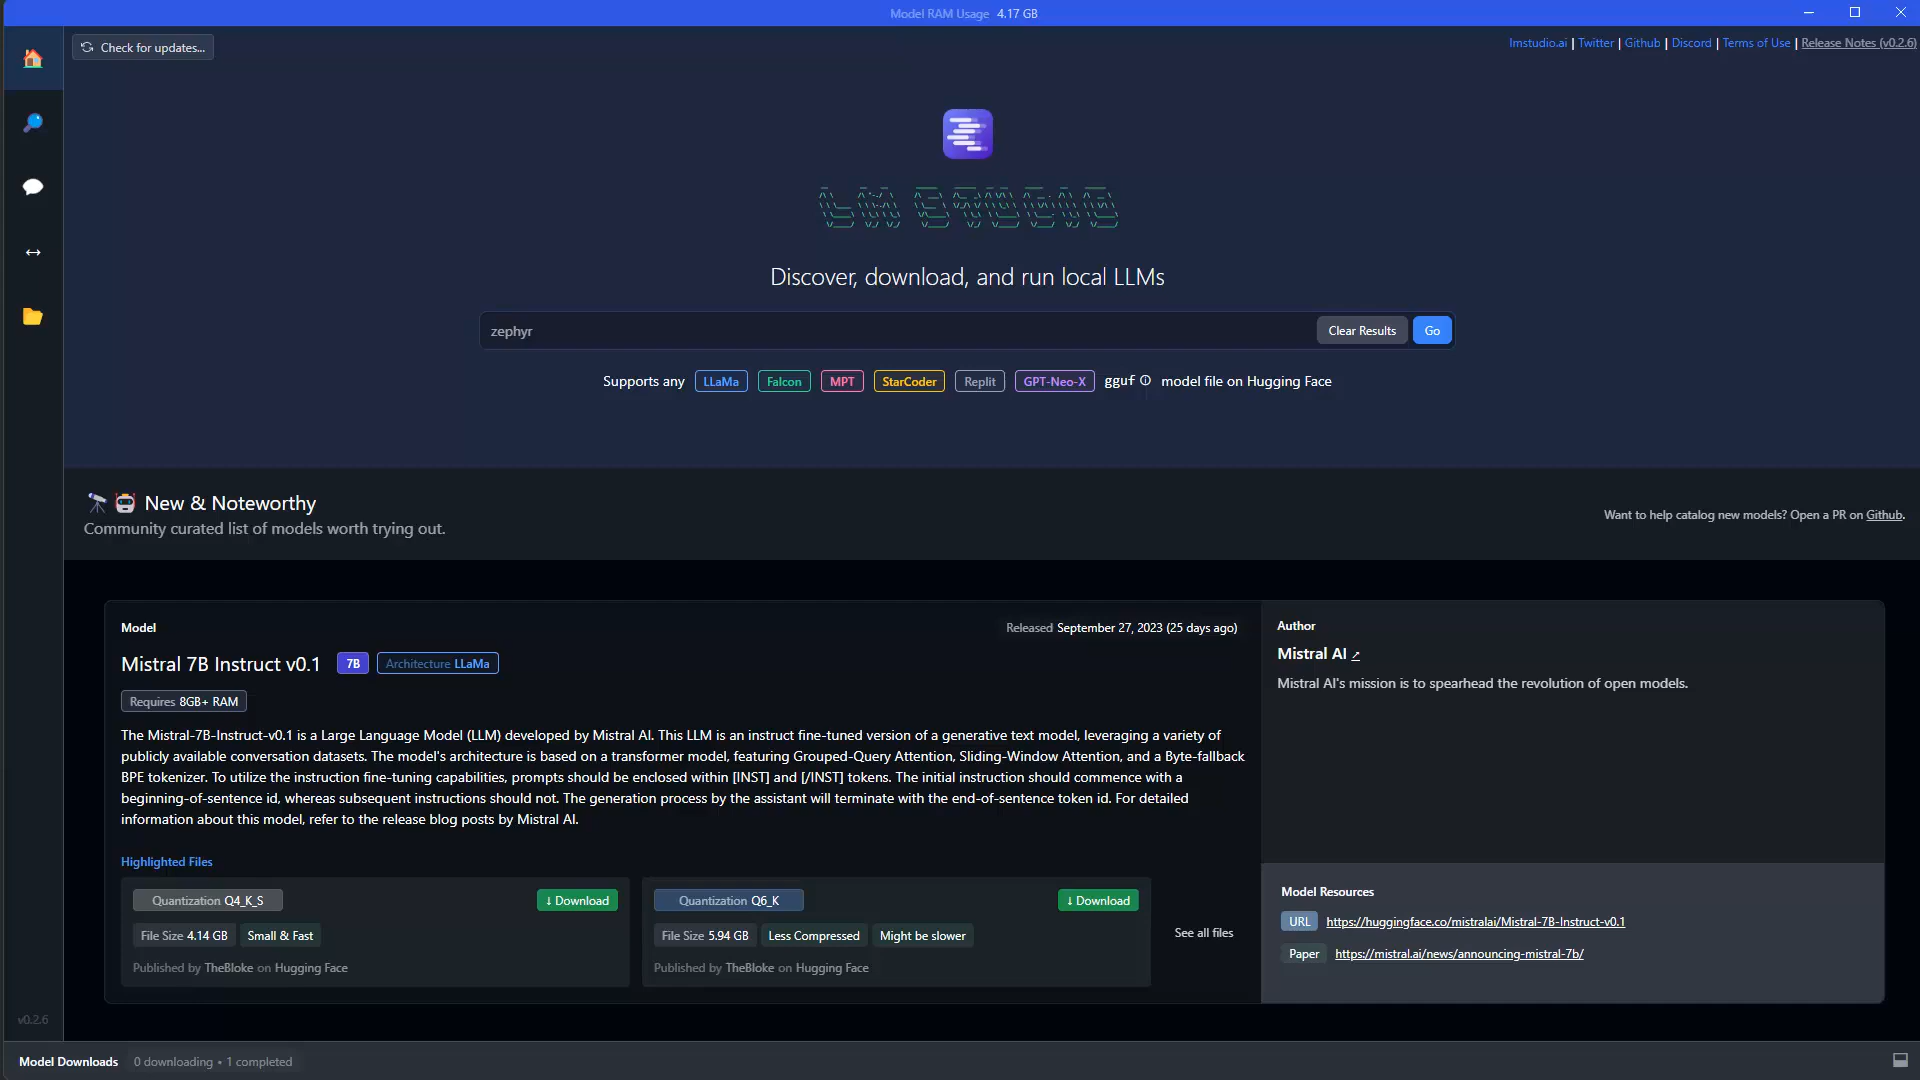 Model RAM Usage 4.17 GB
Check for updates...
lmstudio.ai | Twitter | Github | Discord | Terms of Use | Release Notes (v0.2.6)
LM STUDIO
Discover, download, and run local LLMs
zephyr
Clear Results
Go
Supports any LLaMa Falcon MPT StarCoder Replit GPT-Neo-X gguf model file on Hugging Face
New & Noteworthy
Community curated list of models worth trying out.
Want to help catalog new models? Open a PR on Github.
Model
Released September 27, 2023 (25 days ago)
Mistral 7B Instruct v0.1 7B Architecture LLaMa
Requires 8GB+ RAM
The Mistral-7B-Instruct-v0.1 is a Large Language Model (LLM) developed by Mistral AI. This LLM is an instruct fine-tuned version of a generative text model, leveraging a variety of
publicly available conversation datasets. The model's architecture is based on a transformer model, featuring Grouped-Query Attention, Sliding-Window Attention, and a Byte-fallback
BPE tokenizer. To utilize the instruction fine-tuning capabilities, prompts should be enclosed within [INST] and [/INST] tokens. The initial instruction should commence with a
beginning-of-sentence id, whereas subsequent instructions should not. The generation process by the assistant will terminate with the end-of-sentence token id. For detailed
information about this model, refer to the release blog posts by Mistral AI.
Highlighted Files
Quantization Q4_K_S
↓ Download
File Size 4.14 GB Small & Fast
Published by TheBloke on Hugging Face
Quantization Q6_K
↓ Download
File Size 5.94 GB Less Compressed Might be slower
Published by TheBloke on Hugging Face
See all files
Author
Mistral AI
Mistral AI's mission is to spearhead the revolution of open models.
Model Resources
URL https://huggingface.co/mistralai/Mistral-7B-Instruct-v0.1
Paper https://mistral.ai/news/announcing-mistral-7b/
v0.2.6
Model Downloads 0 downloading • 1 completed